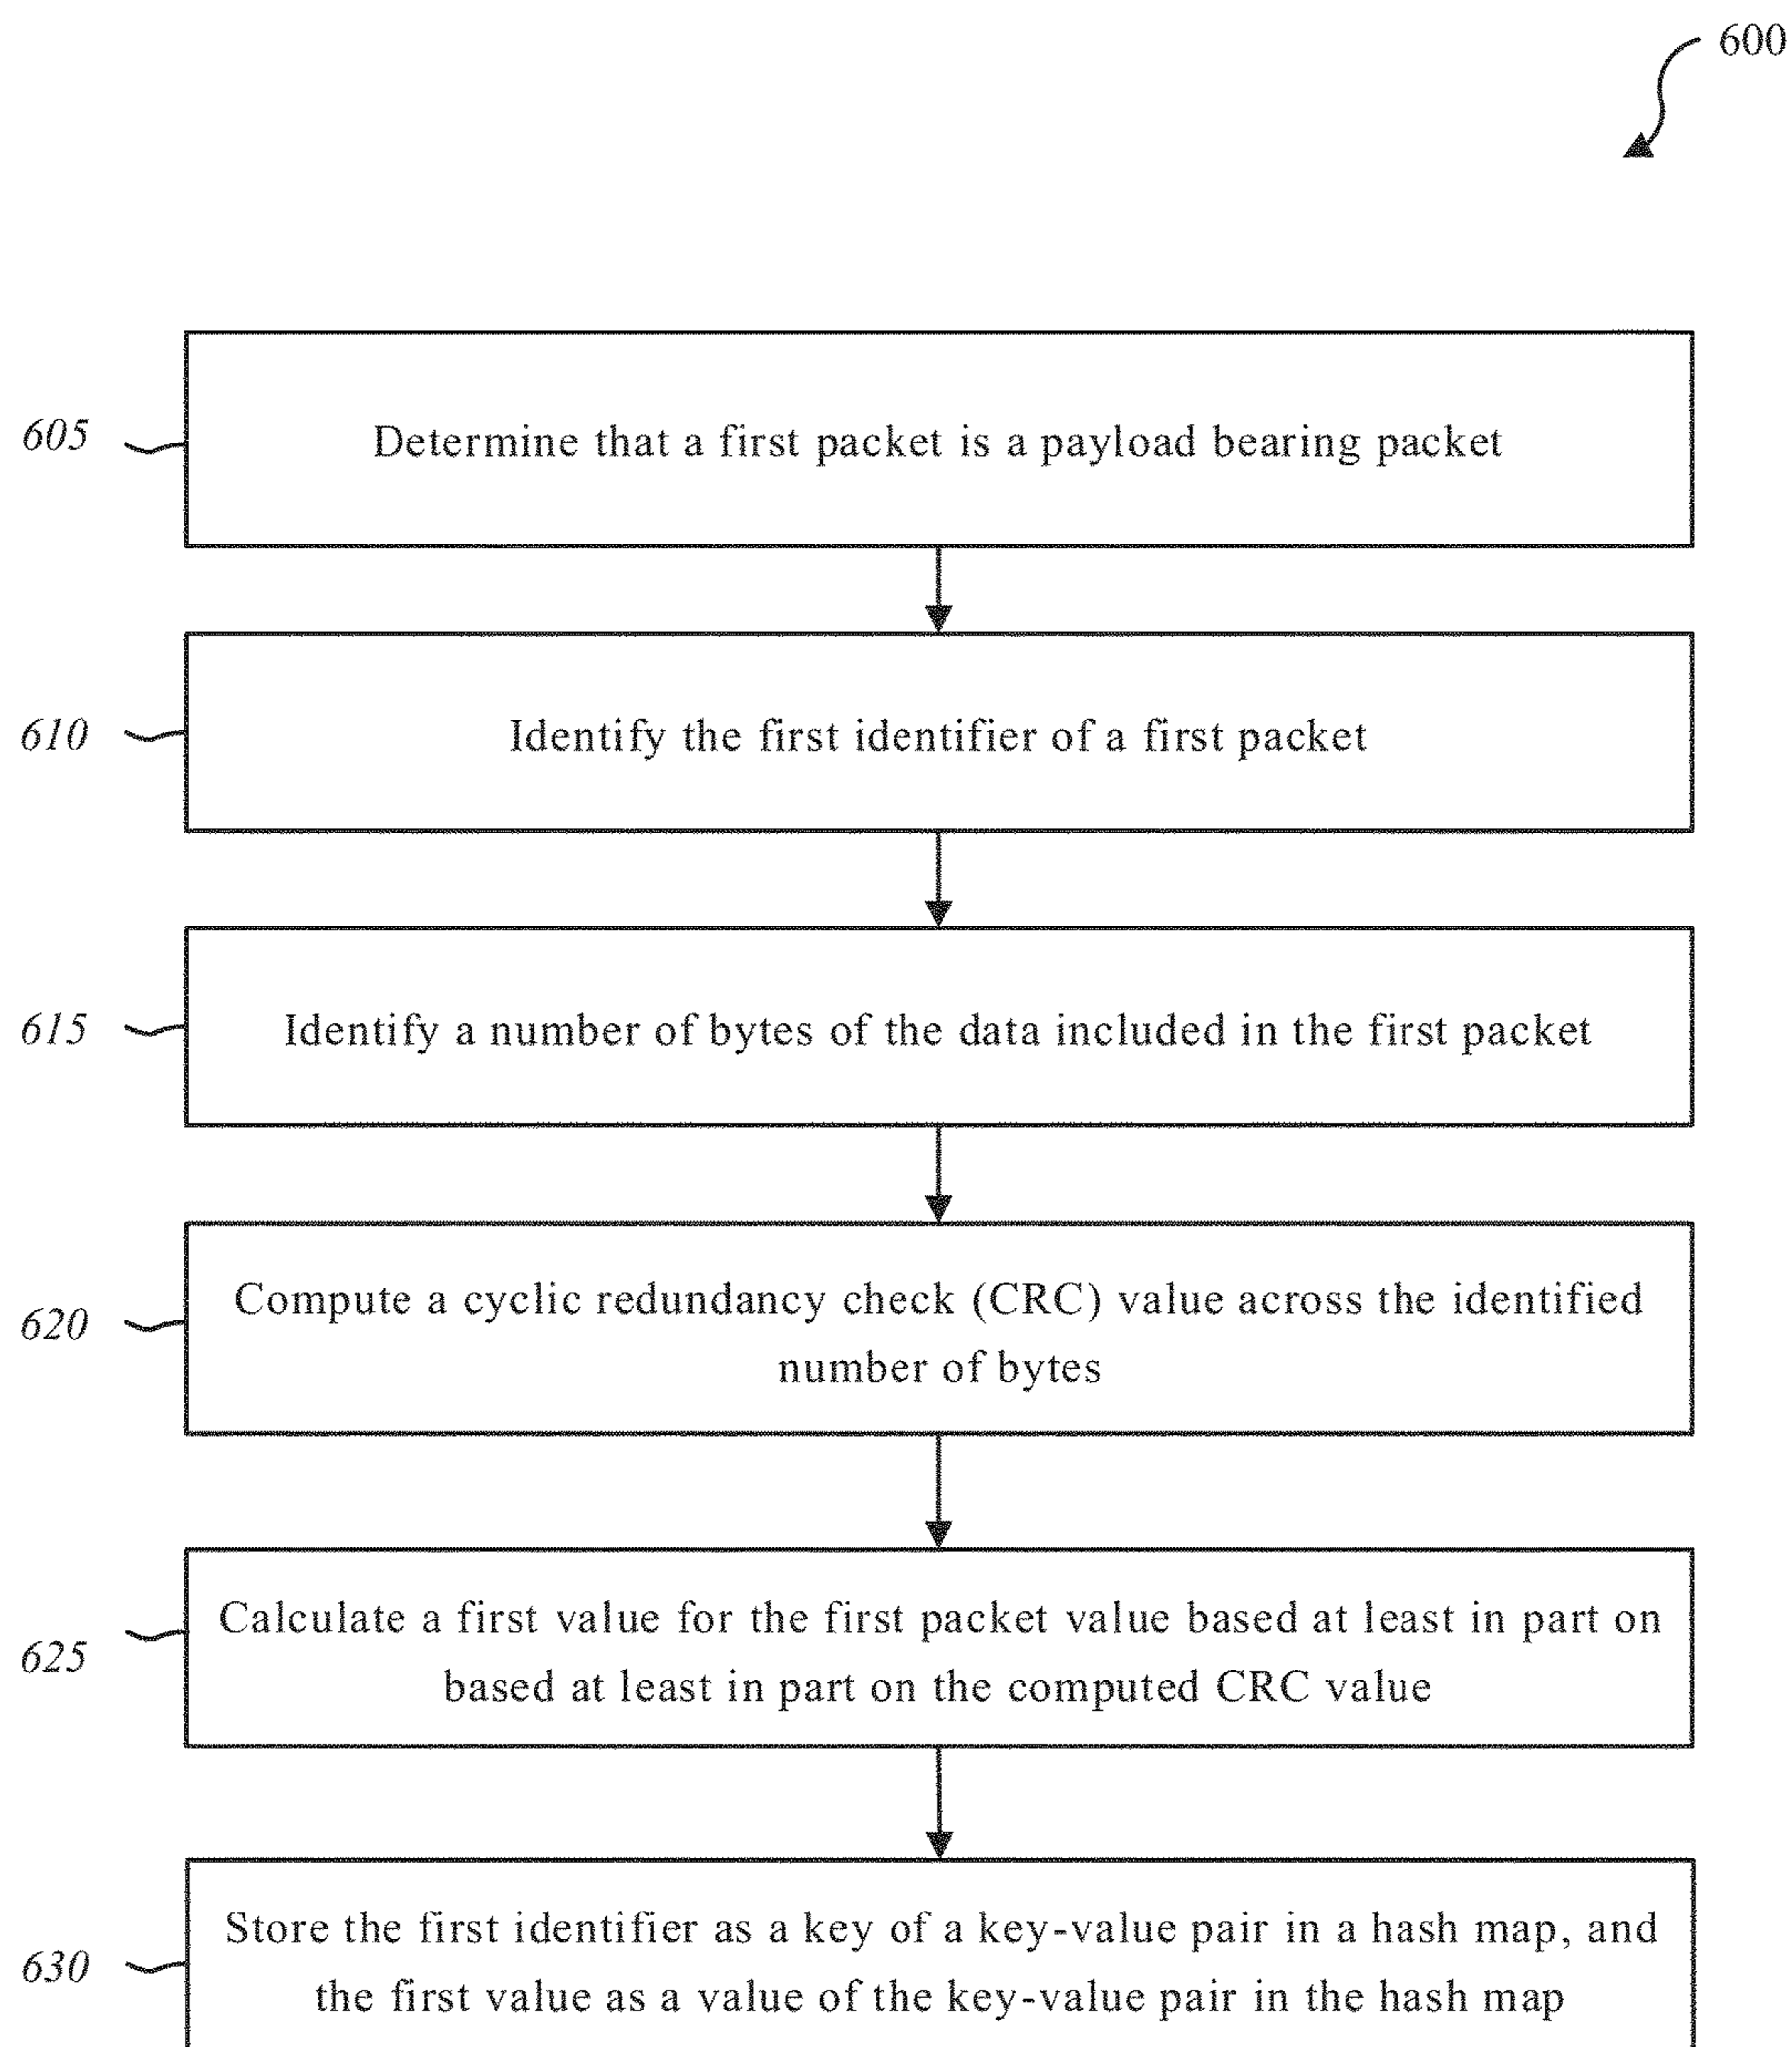 600
605
Determine that a first packet is a payload bearing packet
610
Identify the first identifier of a first packet
615
Identify a number of bytes of the data included in the first packet
620
Compute a cyclic redundancy check (CRC) value across the identified
number of bytes
625
Calculate a first value for the first packet value based at least in part on
based at least in part on the computed CRC value
630
Store the first identifier as a key of a key-value pair in a hash map, and
the first value as a value of the key-value pair in the hash map